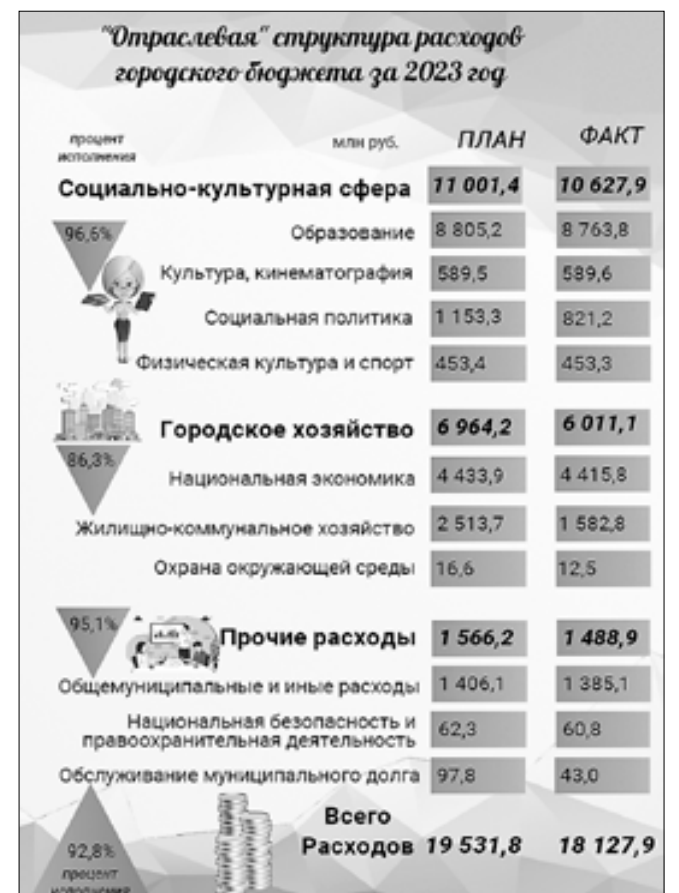 "Отраслевая" структура расходов
городского бюджета за 2023 год
процент
исполнения
млн руб. ПЛАН ФАКТ
Социально-культурная сфера 11 001,4 10 627,9
96,6% Образование 8 805,2 8 763,8
Культура, кинематография 589,5 589,6
Социальная политика 1 153,3 821,2
Физическая культура и спорт 453,4 453,3
Городское хозяйство 6 964,2 6 011,1
86,3%
Национальная экономика 4 433,9 4 415,8
Жилищно-коммунальное хозяйство 2 513,7 1 582,8
Охрана окружающей среды 16,6 12,5
95,1% Прочие расходы 1 566,2 1 488,9
Общемуниципальные и иные расходы 1 406,1 1 385,1
Национальная безопасность и
правоохранительная деятельность 62,3 60,8
Обслуживание муниципального долга 97,8 43,0
Всего
Расходов 19 531,8 18 127,9
92,8%
процент
исполнения